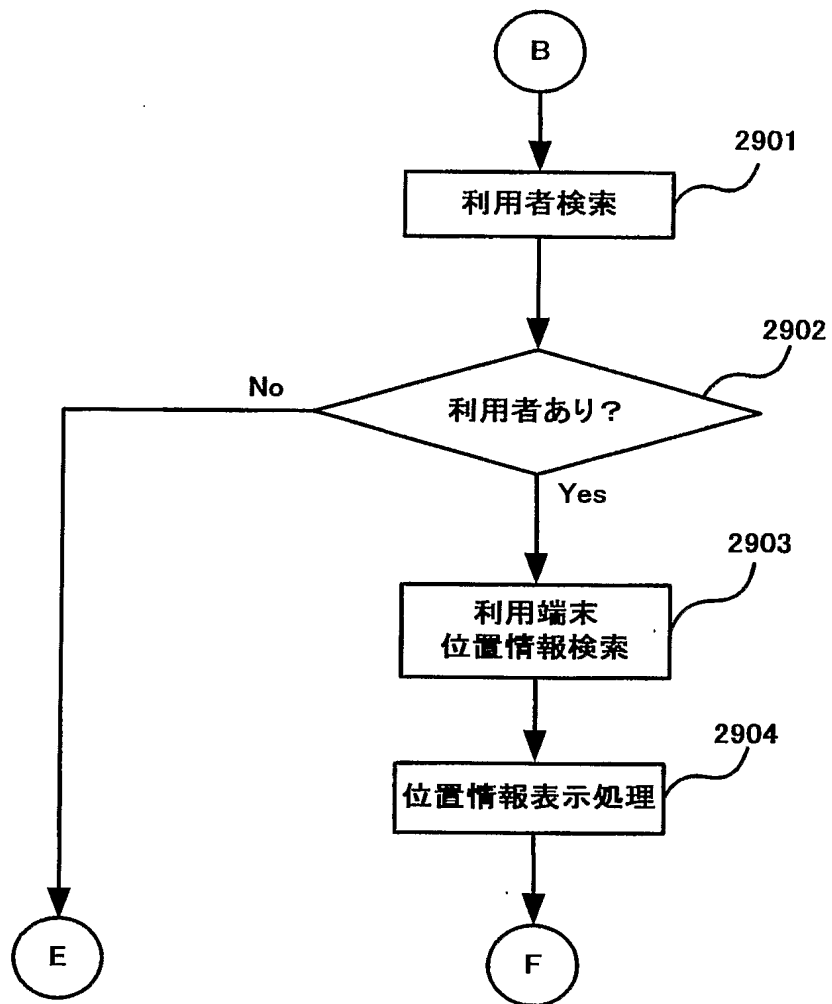 B
2901
利用者検索
2902
No
利用者あり?
Yes
2903
利用端末
位置情報検索
2904
位置情報表示処理
E
F